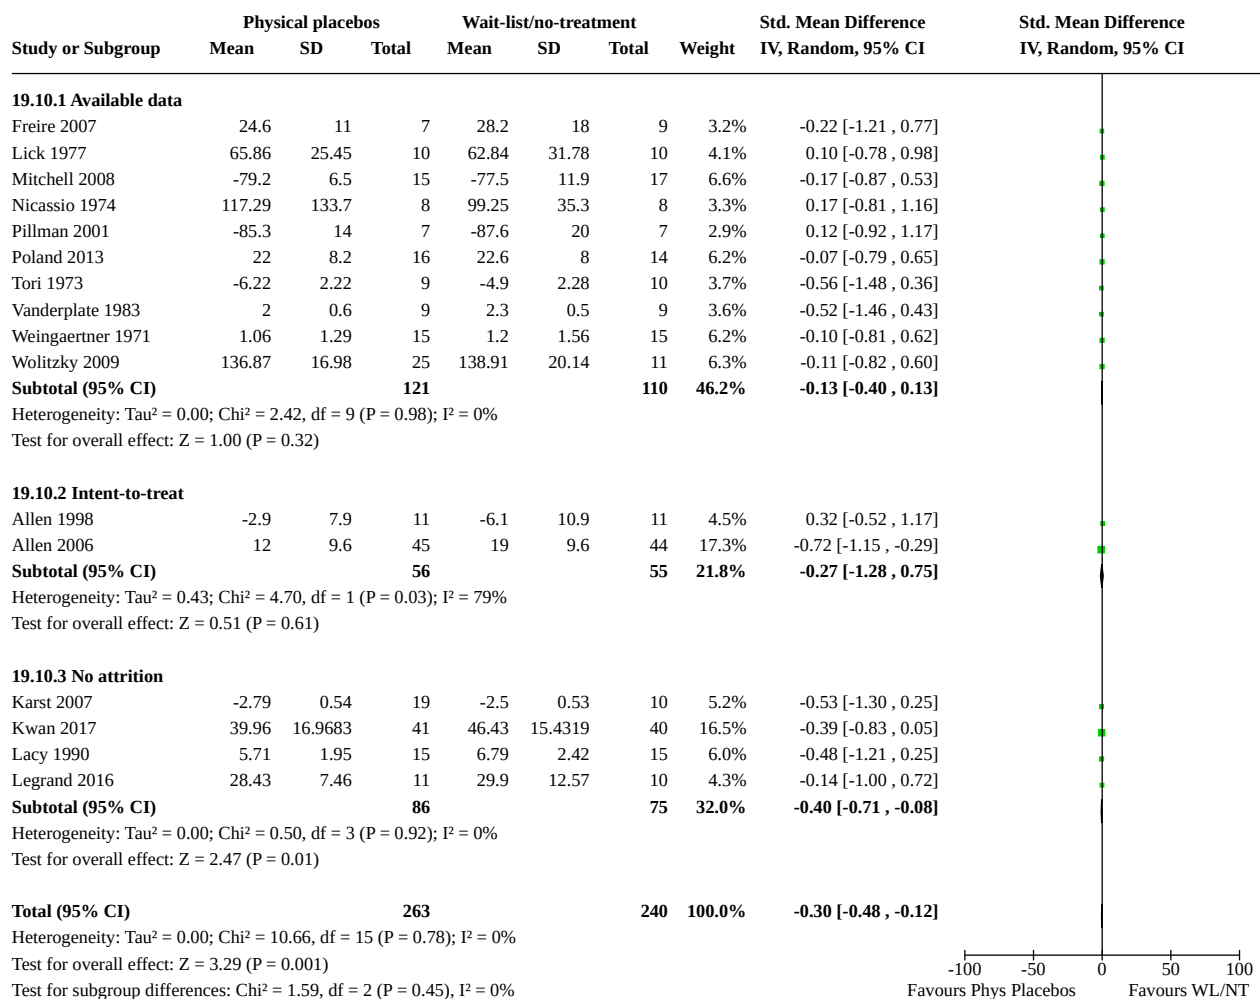 Physical placebos Wait-list/no-treatment Std. Mean Difference Std. Mean Difference
Study or Subgroup Mean SD Total Mean SD Total Weight IV, Random, 95% CI IV, Random, 95% CI
19.10.1 Available data
Freire 2007 24.6 11 7 28.2 18 9 3.2% -0.22 [-1.21 , 0.77]
Lick 1977 65.86 25.45 10 62.84 31.78 10 4.1% 0.10 [-0.78 , 0.98]
Mitchell 2008 -79.2 6.5 15 -77.5 11.9 17 6.6% -0.17 [-0.87 , 0.53]
Nicassio 1974 117.29 133.7 8 99.25 35.3 8 3.3% 0.17 [-0.81 , 1.16]
Pillman 2001 -85.3 14 7 -87.6 20 7 2.9% 0.12 [-0.92 , 1.17]
Poland 2013 22 8.2 16 22.6 8 14 6.2% -0.07 [-0.79 , 0.65]
Tori 1973 -6.22 2.22 9 -4.9 2.28 10 3.7% -0.56 [-1.48 , 0.36]
Vanderplate 1983 2 0.6 9 2.3 0.5 9 3.6% -0.52 [-1.46 , 0.43]
Weingaertner 1971 1.06 1.29 15 1.2 1.56 15 6.2% -0.10 [-0.81 , 0.62]
Wolitzky 2009 136.87 16.98 25 138.91 20.14 11 6.3% -0.11 [-0.82 , 0.60]
Subtotal (95% CI) 121 110 46.2% -0.13 [-0.40 , 0.13]
Heterogeneity: Tau² = 0.00; Chi² = 2.42, df = 9 (P = 0.98); I² = 0%
Test for overall effect: Z = 1.00 (P = 0.32)
19.10.2 Intent-to-treat
Allen 1998 -2.9 7.9 11 -6.1 10.9 11 4.5% 0.32 [-0.52 , 1.17]
Allen 2006 12 9.6 45 19 9.6 44 17.3% -0.72 [-1.15 , -0.29]
Subtotal (95% CI) 56 55 21.8% -0.27 [-1.28 , 0.75]
Heterogeneity: Tau² = 0.43; Chi² = 4.70, df = 1 (P = 0.03); I² = 79%
Test for overall effect: Z = 0.51 (P = 0.61)
19.10.3 No attrition
Karst 2007 -2.79 0.54 19 -2.5 0.53 10 5.2% -0.53 [-1.30 , 0.25]
Kwan 2017 39.96 16.9683 41 46.43 15.4319 40 16.5% -0.39 [-0.83 , 0.05]
Lacy 1990 5.71 1.95 15 6.79 2.42 15 6.0% -0.48 [-1.21 , 0.25]
Legrand 2016 28.43 7.46 11 29.9 12.57 10 4.3% -0.14 [-1.00 , 0.72]
Subtotal (95% CI) 86 75 32.0% -0.40 [-0.71 , -0.08]
Heterogeneity: Tau² = 0.00; Chi² = 0.50, df = 3 (P = 0.92); I² = 0%
Test for overall effect: Z = 2.47 (P = 0.01)
Total (95% CI) 263 240 100.0% -0.30 [-0.48 , -0.12]
Heterogeneity: Tau² = 0.00; Chi² = 10.66, df = 15 (P = 0.78); I² = 0%
Test for overall effect: Z = 3.29 (P = 0.001)
-100 -50 0 50 100
Test for subgroup differences: Chi² = 1.59, df = 2 (P = 0.45), I² = 0%
Favours Phys Placebos Favours WL/NT